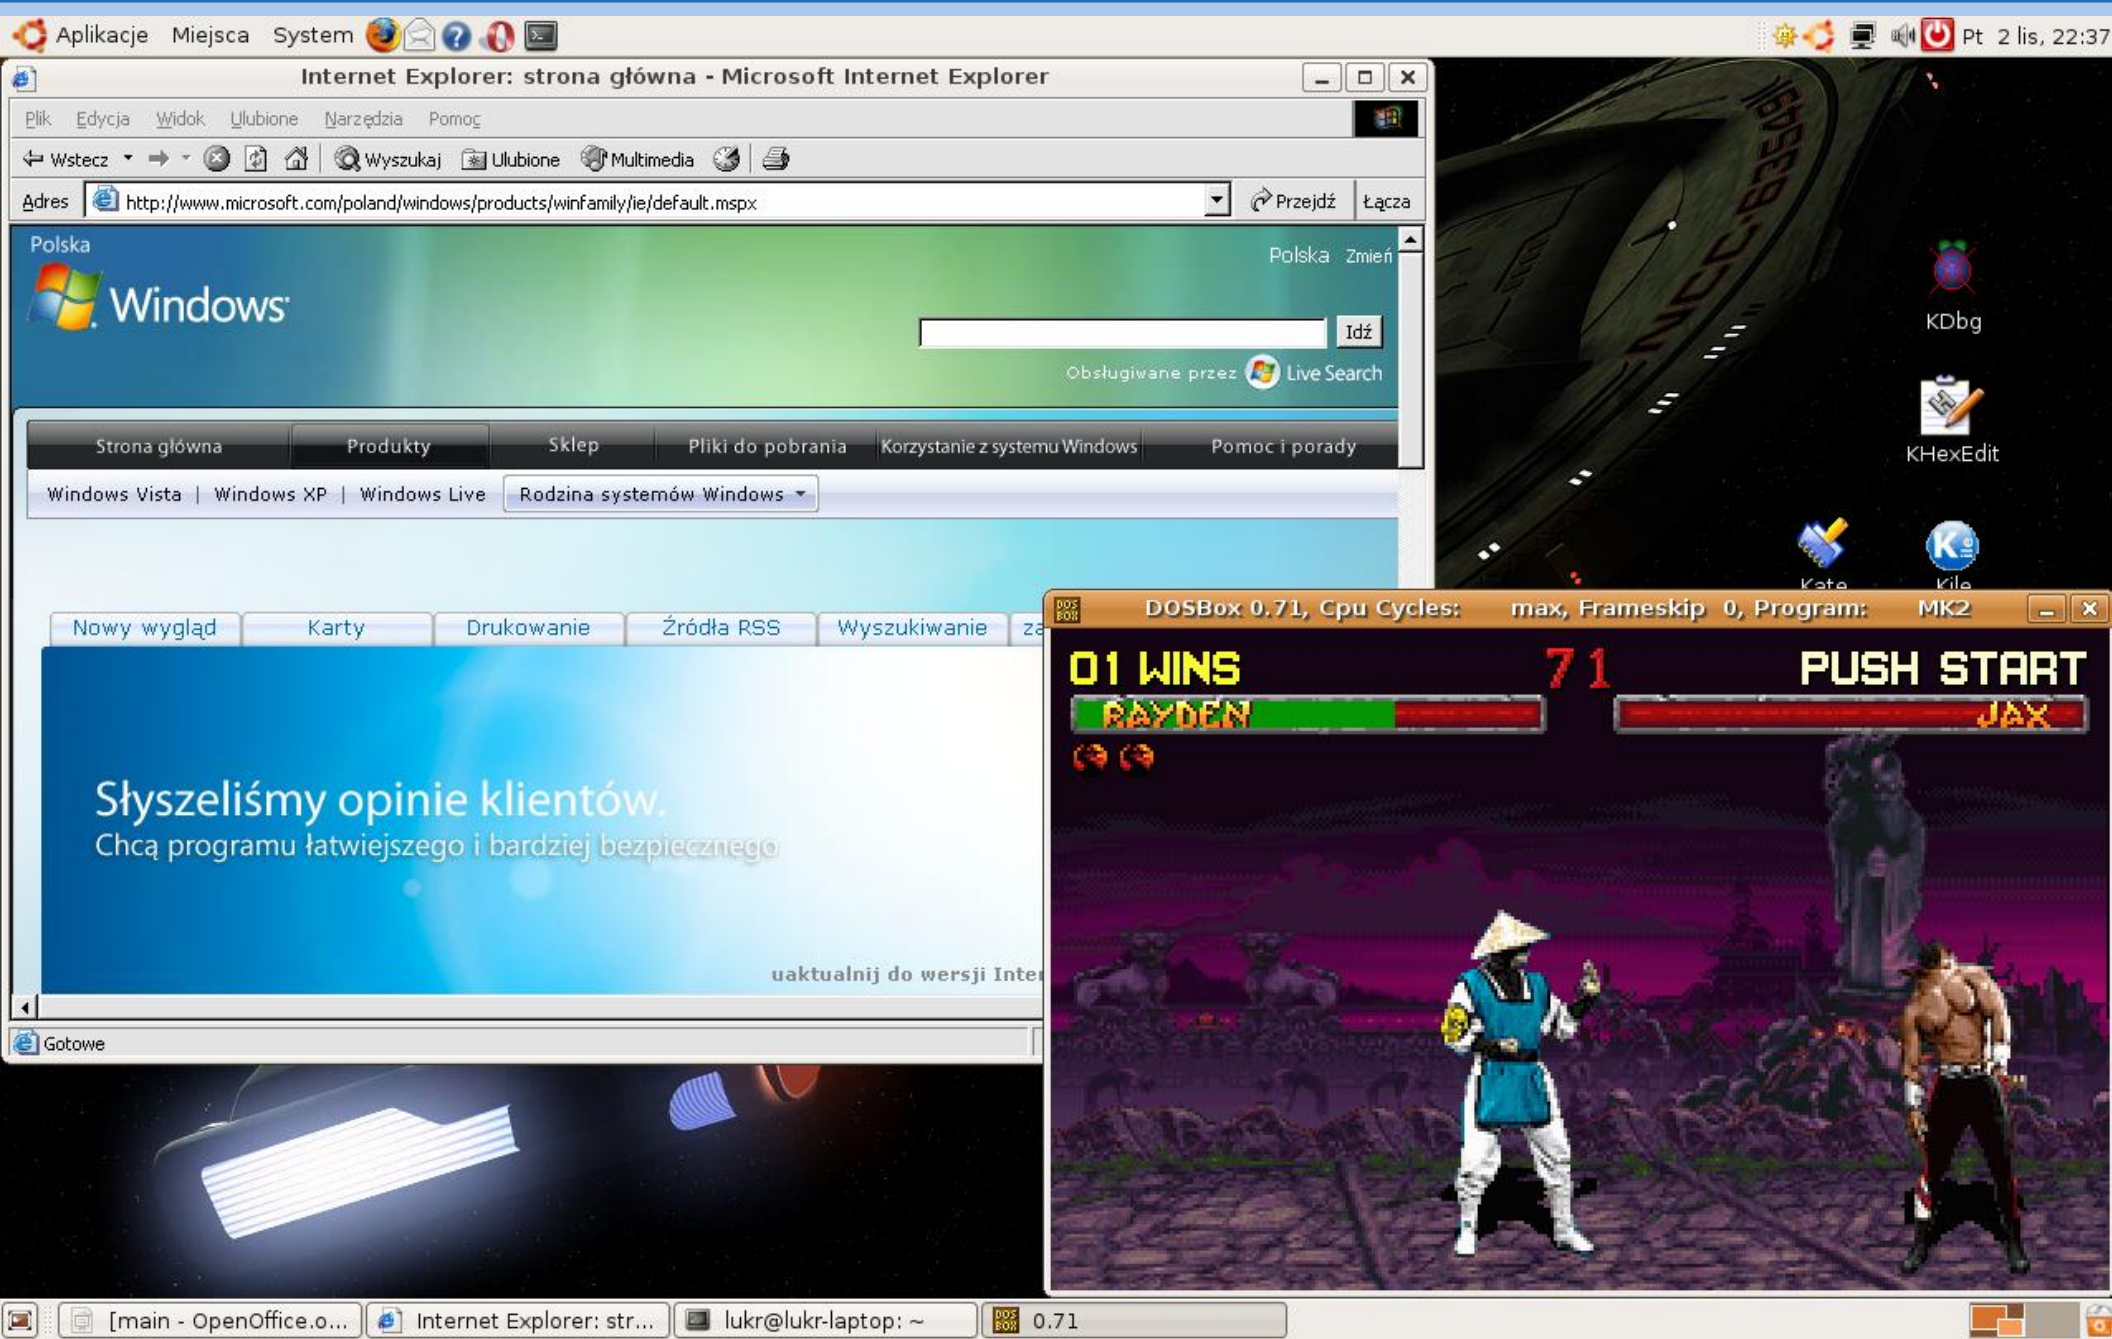 Aplikacje Miejsca System
Pt 2 lis, 22:37
Internet Explorer: strona główna - Microsoft Internet Explorer
Plik Edycja Widok Ulubione Narzędzia Pomoc
Wstecz Wyszukaj Ulubione Multimedia
Adres http://www.microsoft.com/poland/windows/products/winfamily/ie/default.mspx Przejdź Łącza
Polska
Polska Zmień
Windows
Idź
Obsługiwane przez Live Search
Strona główna Produkty Sklep Pliki do pobrania Korzystanie z systemu Windows Pomoc i porady
Windows Vista | Windows XP | Windows Live Rodzina systemów Windows
Nowy wygląd Karty Drukowanie Źródła RSS Wyszukiwanie
Słyszeliśmy opinie klientów.
Chcą programu łatwiejszego i bardziej bezpiecznego
uaktualnij do wersji
Gotowe
KDbg
KHexEdit
Kate Kile
DOSBox 0.71, Cpu Cycles: max, Frameskip 0, Program: MK2
01 WINS 71 PUSH START
RAYDEN JAX
[main - OpenOffice.o... Internet Explorer: str... lukr@lukr-laptop: ~ 0.71